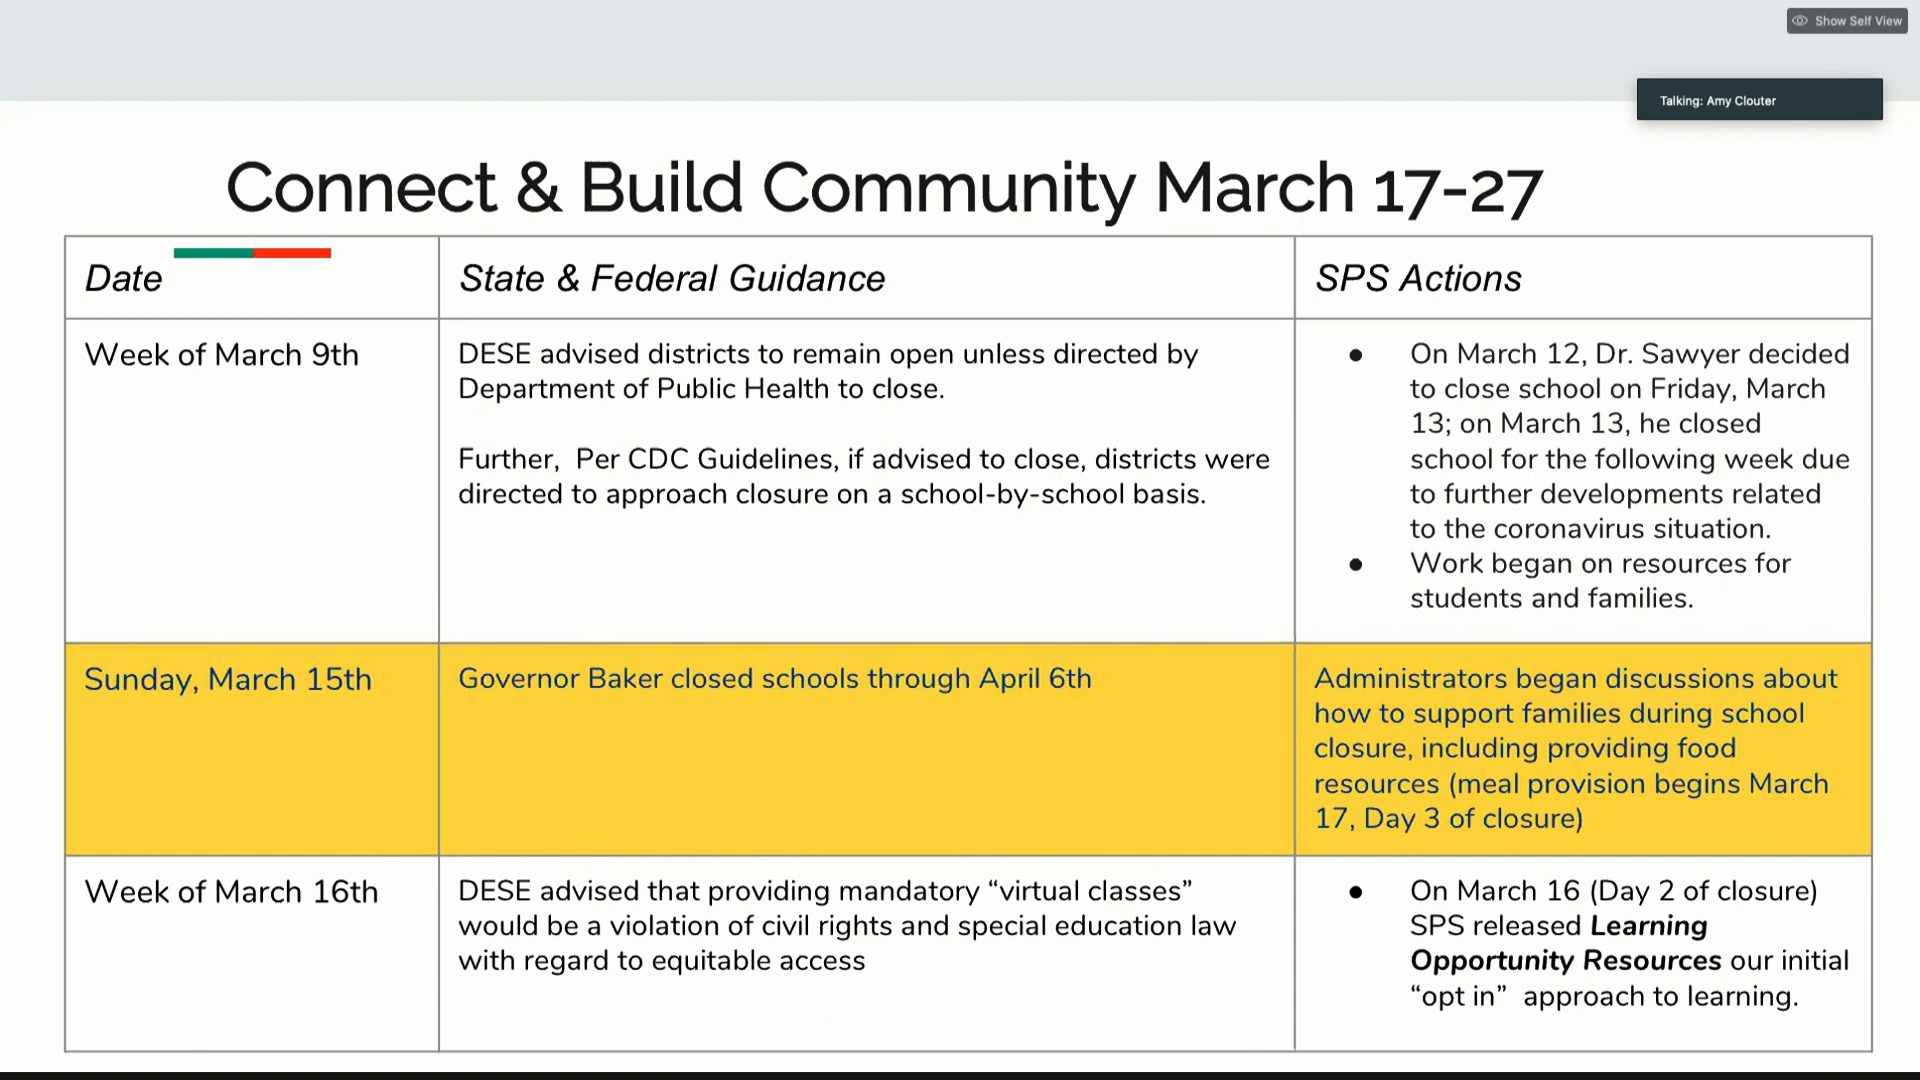 Show Self View
Talking: Amy Clouter
Connect & Build Community March 17-27
Date
State & Federal Guidance
SPS Actions
Week of March 9th
DESE advised districts to remain open unless directed by
Department of Public Health to close.
Further,  Per CDC Guidelines, if advised to close, districts were
directed to approach closure on a school-by-school basis.
● On March 12, Dr. Sawyer decided
to close school on Friday, March
13; on March 13, he closed
school for the following week due
to further developments related
to the coronavirus situation.
● Work began on resources for
students and families.
Sunday, March 15th
Governor Baker closed schools through April 6th
Administrators began discussions about
how to support families during school
closure, including providing food
resources (meal provision begins March
17, Day 3 of closure)
Week of March 16th
DESE advised that providing mandatory “virtual classes”
would be a violation of civil rights and special education law
with regard to equitable access
● On March 16 (Day 2 of closure)
SPS released Learning
Opportunity Resources our initial
“opt in”  approach to learning.